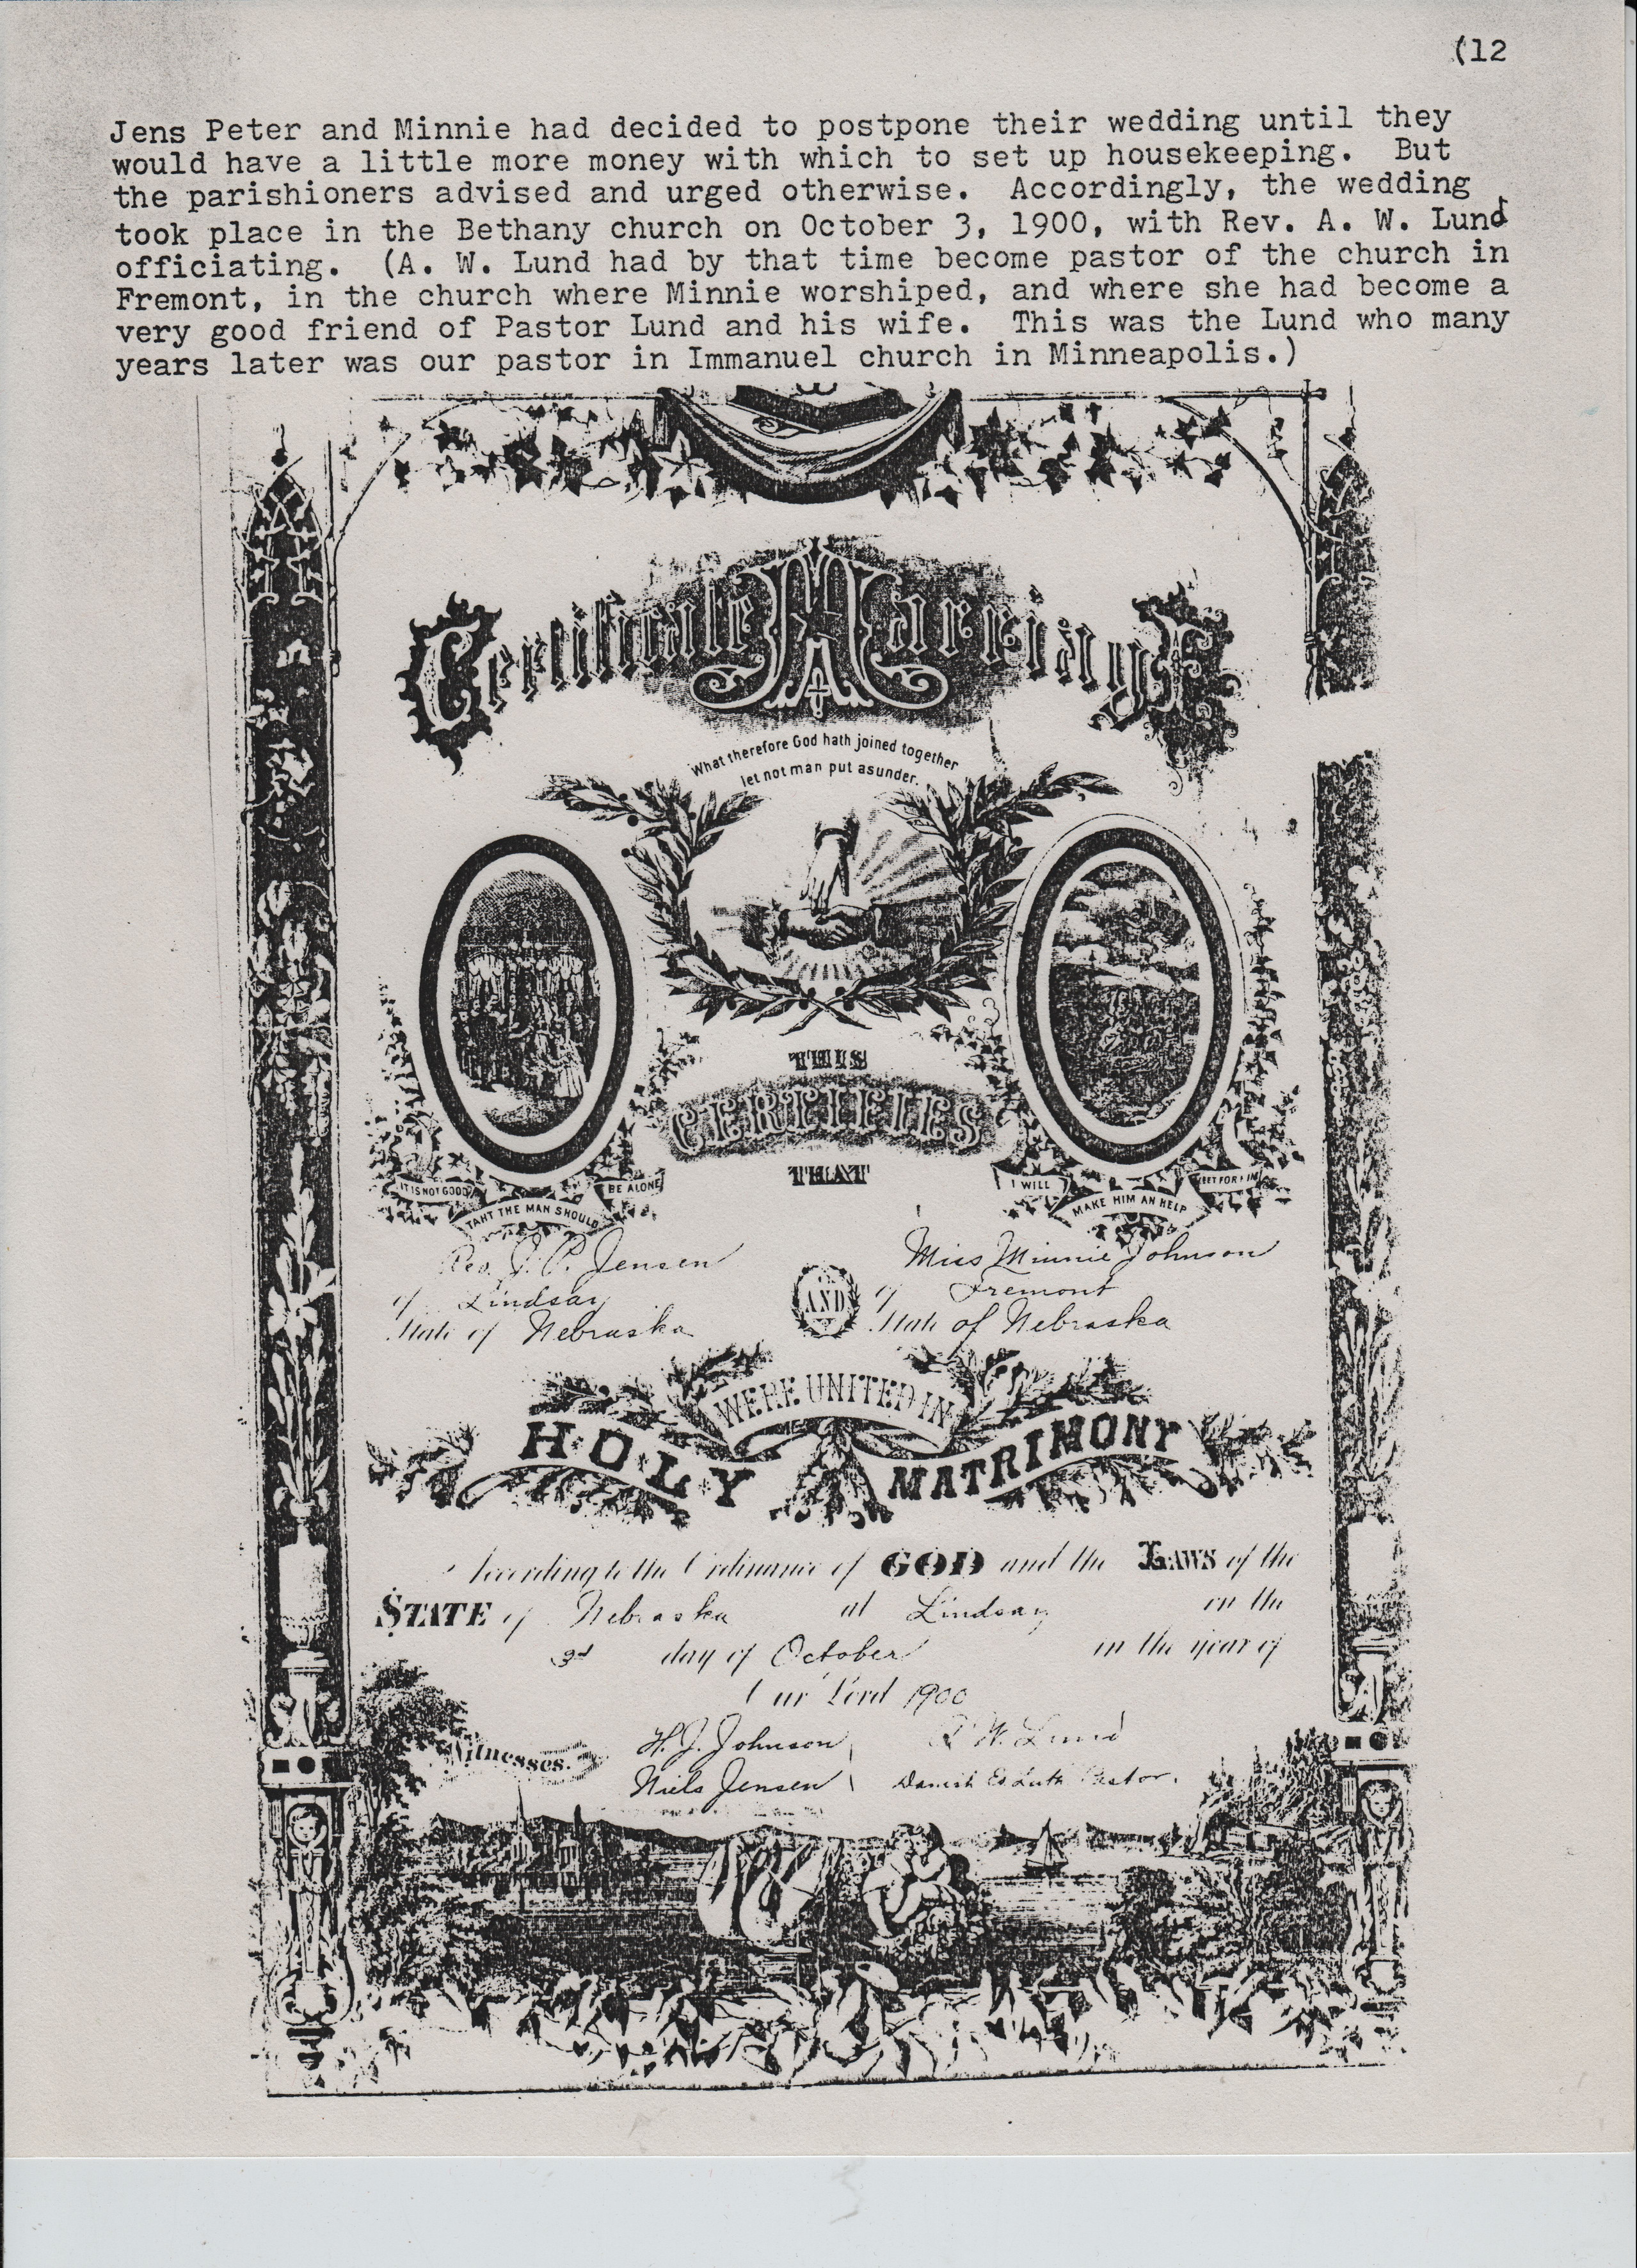 (12
Jens Peter and Minnie had decided to postpone their wedding until they
would have a little more money with which to set up housekeeping. But
the parishioners advised and urged otherwise. Accordingly, the wedding
took place in the Bethany church on October 3, 1900, with Rev. A. W. Lund
officiating. (A. W. Lund had by that time become pastor of the church in
Fremont, in the church where Minnie worshiped, and where she had become a
very good friend of Pastor Lund and his wife. This was the Lund who many
years later was our pastor in Immanuel church in Minneapolis.)
Certificate Marriage
What therefore God hath joined together
let not man put asunder.
THIS
CERTIFIES
THAT
IT IS NOT GOOD
TAHT THE MAN SHOULD
BE ALONE
I WILL
MAKE HIM AN HELP
MEET FOR HIM
Rev. J. P. Jensen
of Lindsay
State of Nebraska
AND
Miss Minnie Johnson
of Fremont
State of Nebraska
WERE UNITED IN
HOLY MATRIMONY
According to the Ordinance of GOD and the LAWS of the
STATE of Nebraska at Lindsay on the
3d day of October in the year of
Our Lord 1900
Witnesses.
H. J. Johnson
Niels Jensen
A. W. Lund
Danish Ev Luth Pastor.